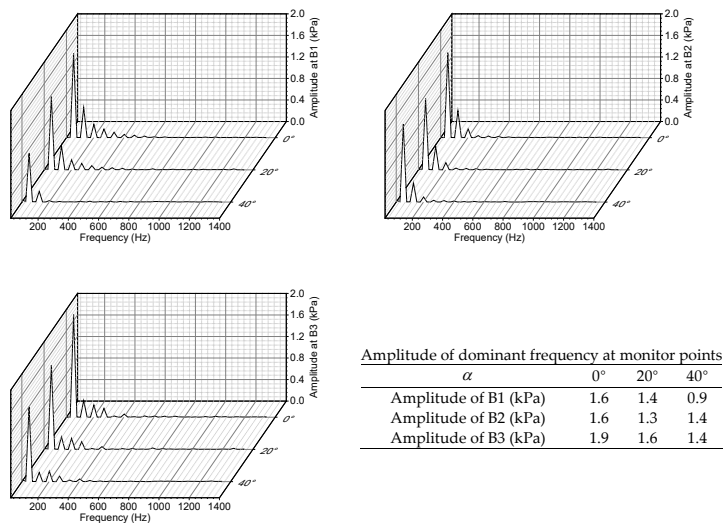 2.0
1.6
1.2
0.8
0.4
0.0
Amplitude at B1 (kPa)
0°
20°
40°
200 400 600 800 1000 1200 1400
Frequency (Hz)
2.0
1.6
1.2
0.8
0.4
0.0
Amplitude at B2 (kPa)
0°
20°
40°
200 400 600 800 1000 1200 1400
Frequency (Hz)
2.0
1.6
1.2
0.8
0.4
0.0
Amplitude at B3 (kPa)
0°
20°
40°
200 400 600 800 1000 1200 1400
Frequency (Hz)
Amplitude of dominant frequency at monitor points
α 0° 20° 40°
Amplitude of B1 (kPa) 1.6 1.4 0.9
Amplitude of B2 (kPa) 1.6 1.3 1.4
Amplitude of B3 (kPa) 1.9 1.6 1.4